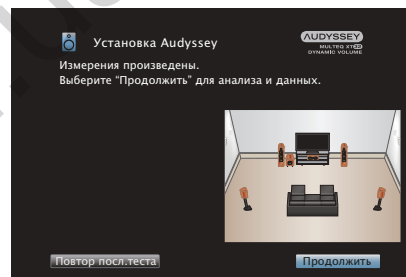 Установка Audyssey
AUDYSSEY
MULTEQ XT32
DYNAMIC VOLUME
Измерения произведены.
Выберите “Продолжить” для анализа и данных.
Повтор посл.теста
Продолжить